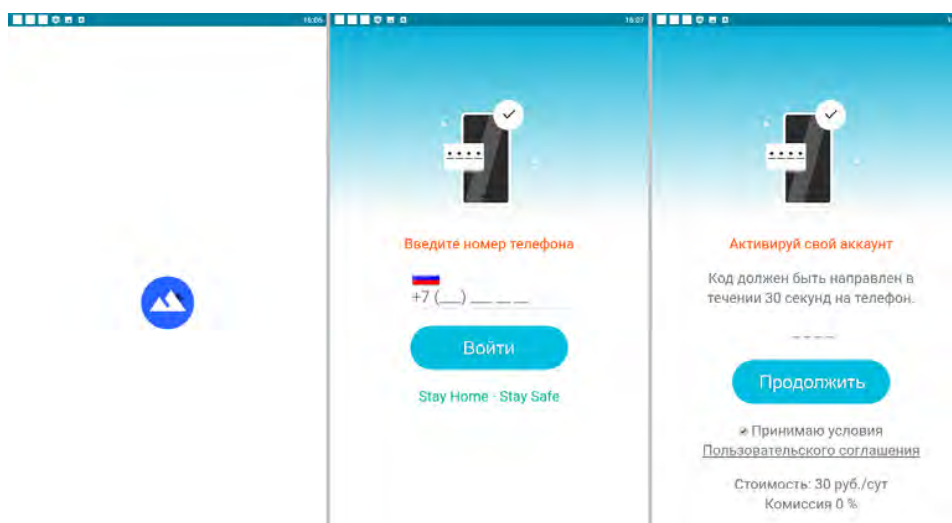 16:06
16:07
Введите номер телефона
+7 (__) __ __ __
Войти
Stay Home - Stay Safe
Активируй свой аккаунт
Код должен быть направлен в
течении 30 секунд на телефон.
Продолжить
Принимаю условия
Пользовательского соглашения
Стоимость: 30 руб./сут
Комиссия 0 %